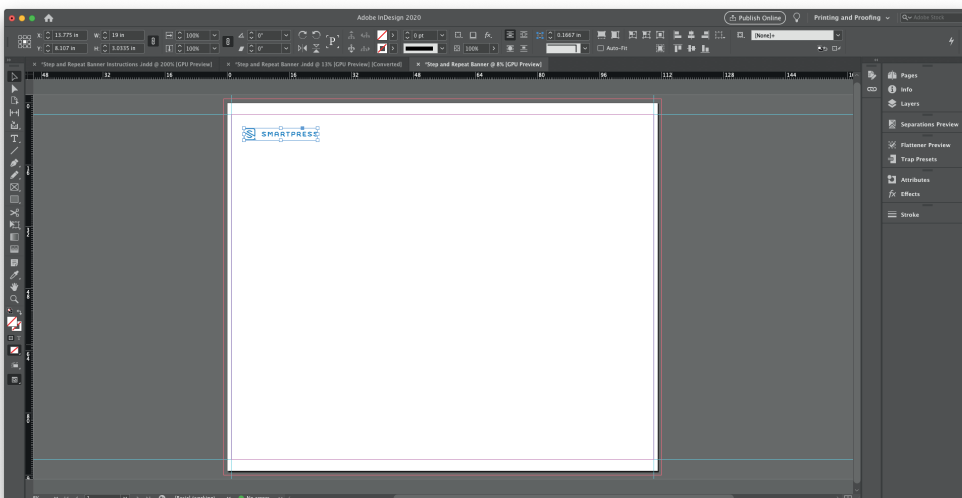 Adobe InDesign 2020
Publish Online
Printing and Proofing
Adobe Stock
X: 13.775 in W: 19 in 100% 0° 0 pt 0.1667 in [None]+
Y: 8.107 in H: 3.0335 in 100% 0° 100% Auto-Fit
P
fx.
× *Step and Repeat Banner Instructions .indd @ 200% [GPU Preview]
× *Step and Repeat Banner .indd @ 13% [GPU Preview] [Converted]
× *Step and Repeat Banner @ 8% [GPU Preview]
48 32 16 0 16 32 48 64 80 96 112 128 144
SMARTPRESS
Pages
Info
Layers
Separations Preview
Flattener Preview
Trap Presets
Attributes
fx Effects
Stroke
T